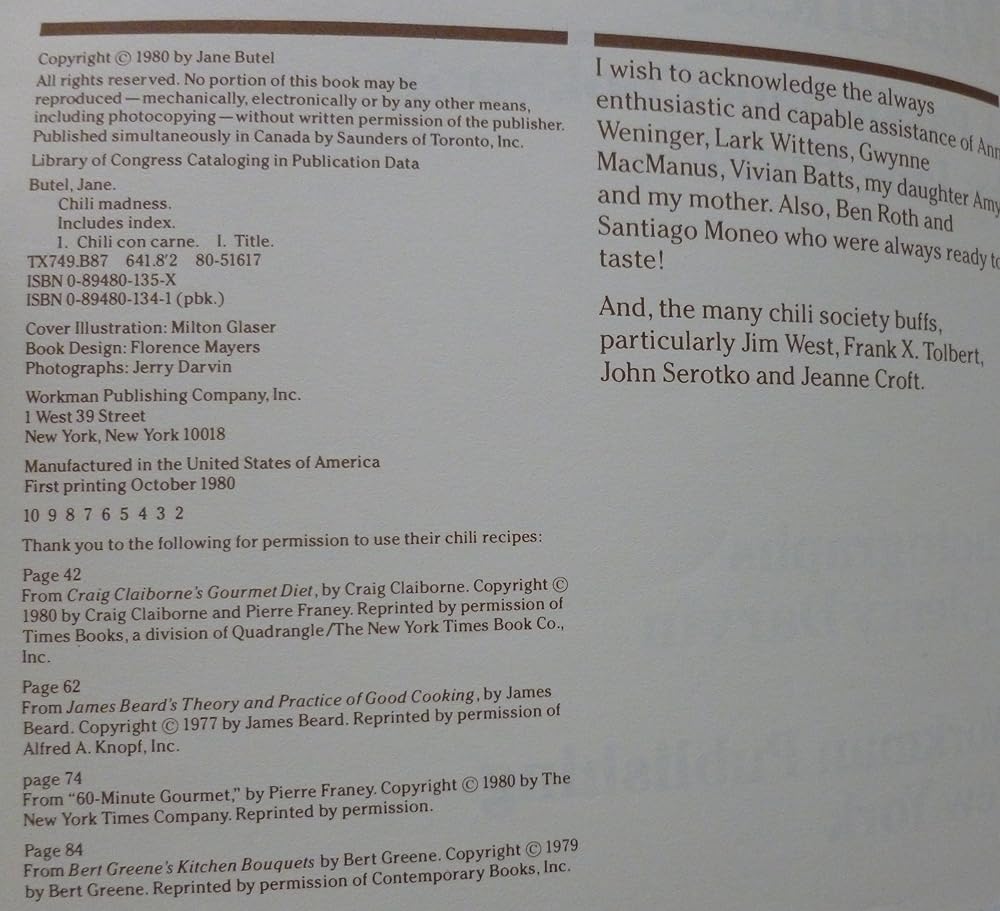 Copyright © 1980 by Jane Butel
All rights reserved. No portion of this book may be
reproduced — mechanically, electronically or by any other means,
including photocopying — without written permission of the publisher.
Published simultaneously in Canada by Saunders of Toronto, Inc.
Library of Congress Cataloging in Publication Data
Butel, Jane.
Chili madness.
Includes index.
1. Chili con carne. I. Title.
TX749.B87 641.8'2 80-51617
ISBN 0-89480-135-X
ISBN 0-89480-134-1 (pbk.)
Cover Illustration: Milton Glaser
Book Design: Florence Mayers
Photographs: Jerry Darvin
Workman Publishing Company, Inc.
1 West 39 Street
New York, New York 10018
Manufactured in the United States of America
First printing October 1980
10 9 8 7 6 5 4 3 2
Thank you to the following for permission to use their chili recipes:
Page 42
From Craig Claiborne's Gourmet Diet, by Craig Claiborne. Copyright ©
1980 by Craig Claiborne and Pierre Franey. Reprinted by permission of
Times Books, a division of Quadrangle/The New York Times Book Co.,
Inc.
Page 62
From James Beard's Theory and Practice of Good Cooking, by James
Beard. Copyright © 1977 by James Beard. Reprinted by permission of
Alfred A. Knopf, Inc.
page 74
From "60-Minute Gourmet," by Pierre Franey. Copyright © 1980 by The
New York Times Company. Reprinted by permission.
Page 84
From Bert Greene's Kitchen Bouquets by Bert Greene. Copyright © 1979
by Bert Greene. Reprinted by permission of Contemporary Books, Inc.
I wish to acknowledge the always
enthusiastic and capable assistance of Ann
Weninger, Lark Wittens, Gwynne
MacManus, Vivian Batts, my daughter Amy
and my mother. Also, Ben Roth and
Santiago Moneo who were always ready to
taste!
And, the many chili society buffs,
particularly Jim West, Frank X. Tolbert,
John Serotko and Jeanne Croft.